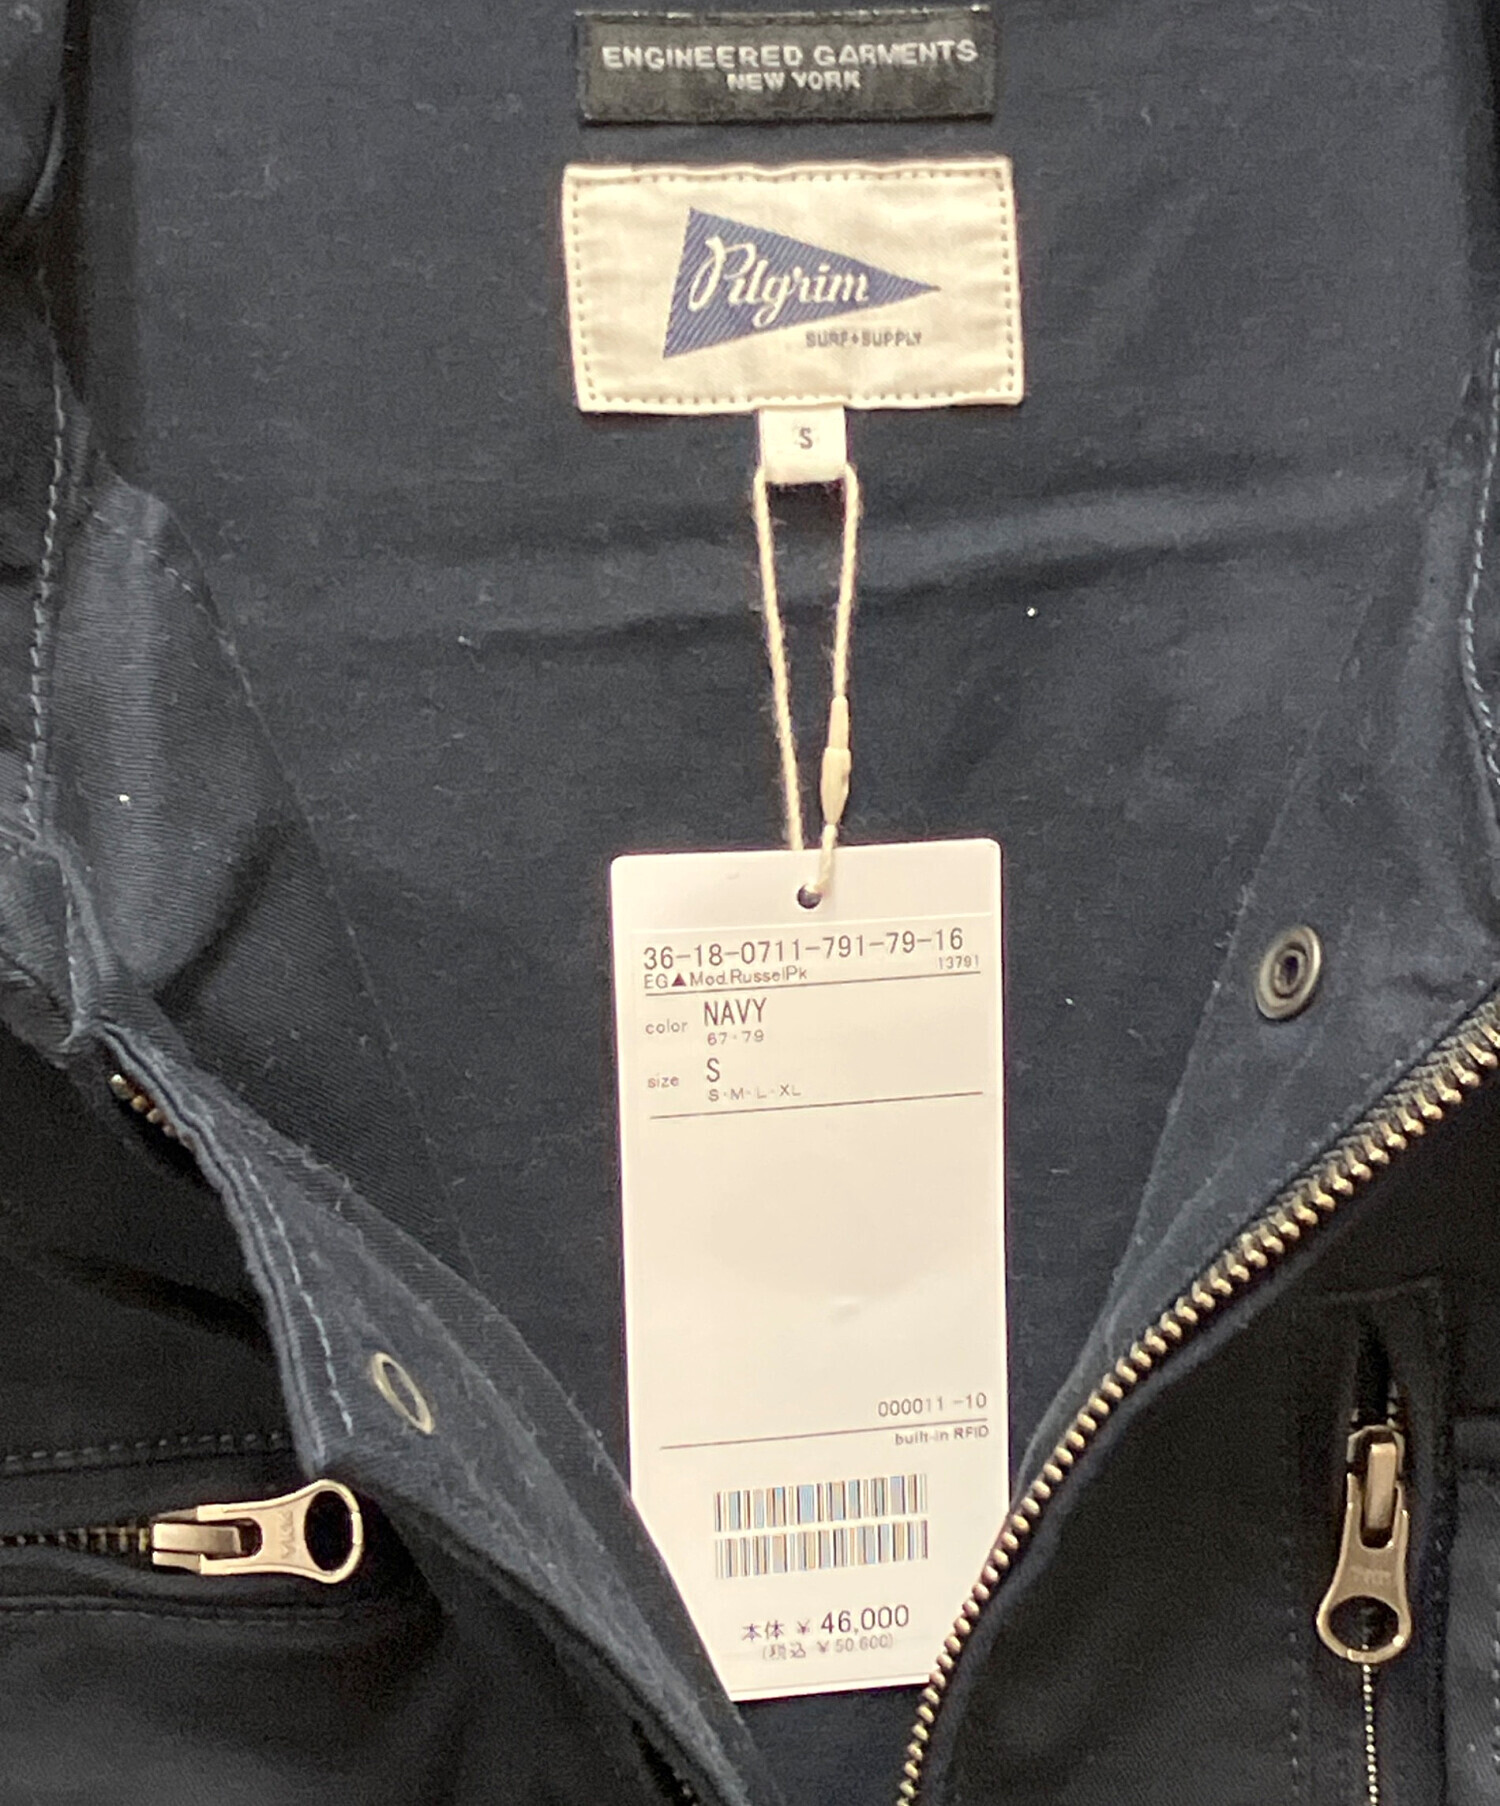 ENGINEERED GARMENTS
NEW YORK
Pilgrim
SURF+SUPPLY
S
36-18-0711-791-79-16
13791
EG▲Mod.RusselPk
color NAVY
67·79
size S
S·M·L·XL
000011-10
built-in RFID
本体 ¥46,000
(税込 ¥50,600)
YKK